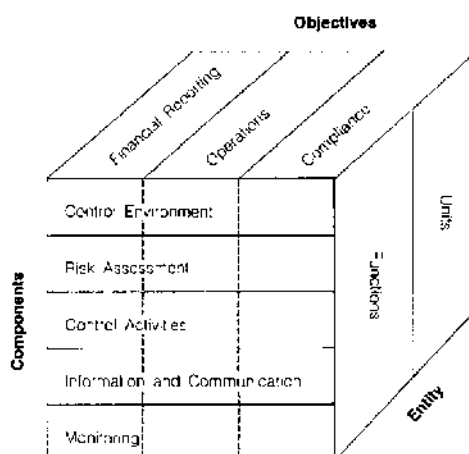 Objectives
Financial Reporting
Operations
Compliance
Control Environment
Risk Assessment
Control Activities
Information and Communication
Monitoring
Components
Functions
Units
Entity